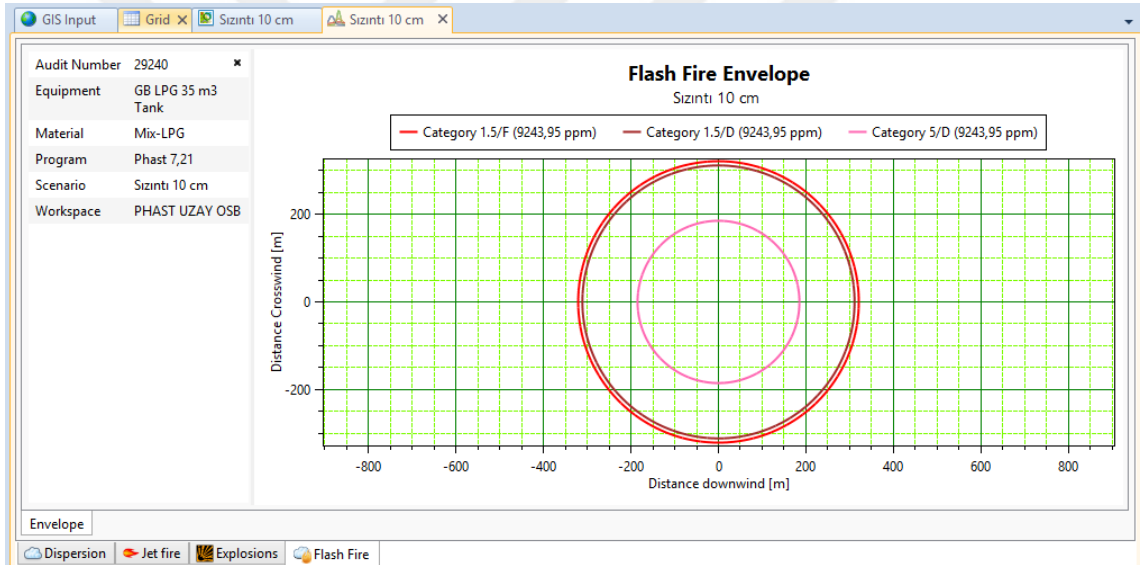 GIS Input
Grid
Sızıntı 10 cm
Sızıntı 10 cm
Audit Number 29240
Equipment GB LPG 35 m3
Tank
Material Mix-LPG
Program Phast 7,21
Scenario Sızıntı 10 cm
Workspace PHAST UZAY OSB
Flash Fire Envelope
Sızıntı 10 cm
Category 1.5/F (9243,95 ppm) Category 1.5/D (9243,95 ppm) Category 5/D (9243,95 ppm)
Distance Crosswind [m]
200
0
-200
-800 -600 -400 -200 0 200 400 600 800
Distance downwind [m]
Envelope
Dispersion Jet fire Explosions Flash Fire